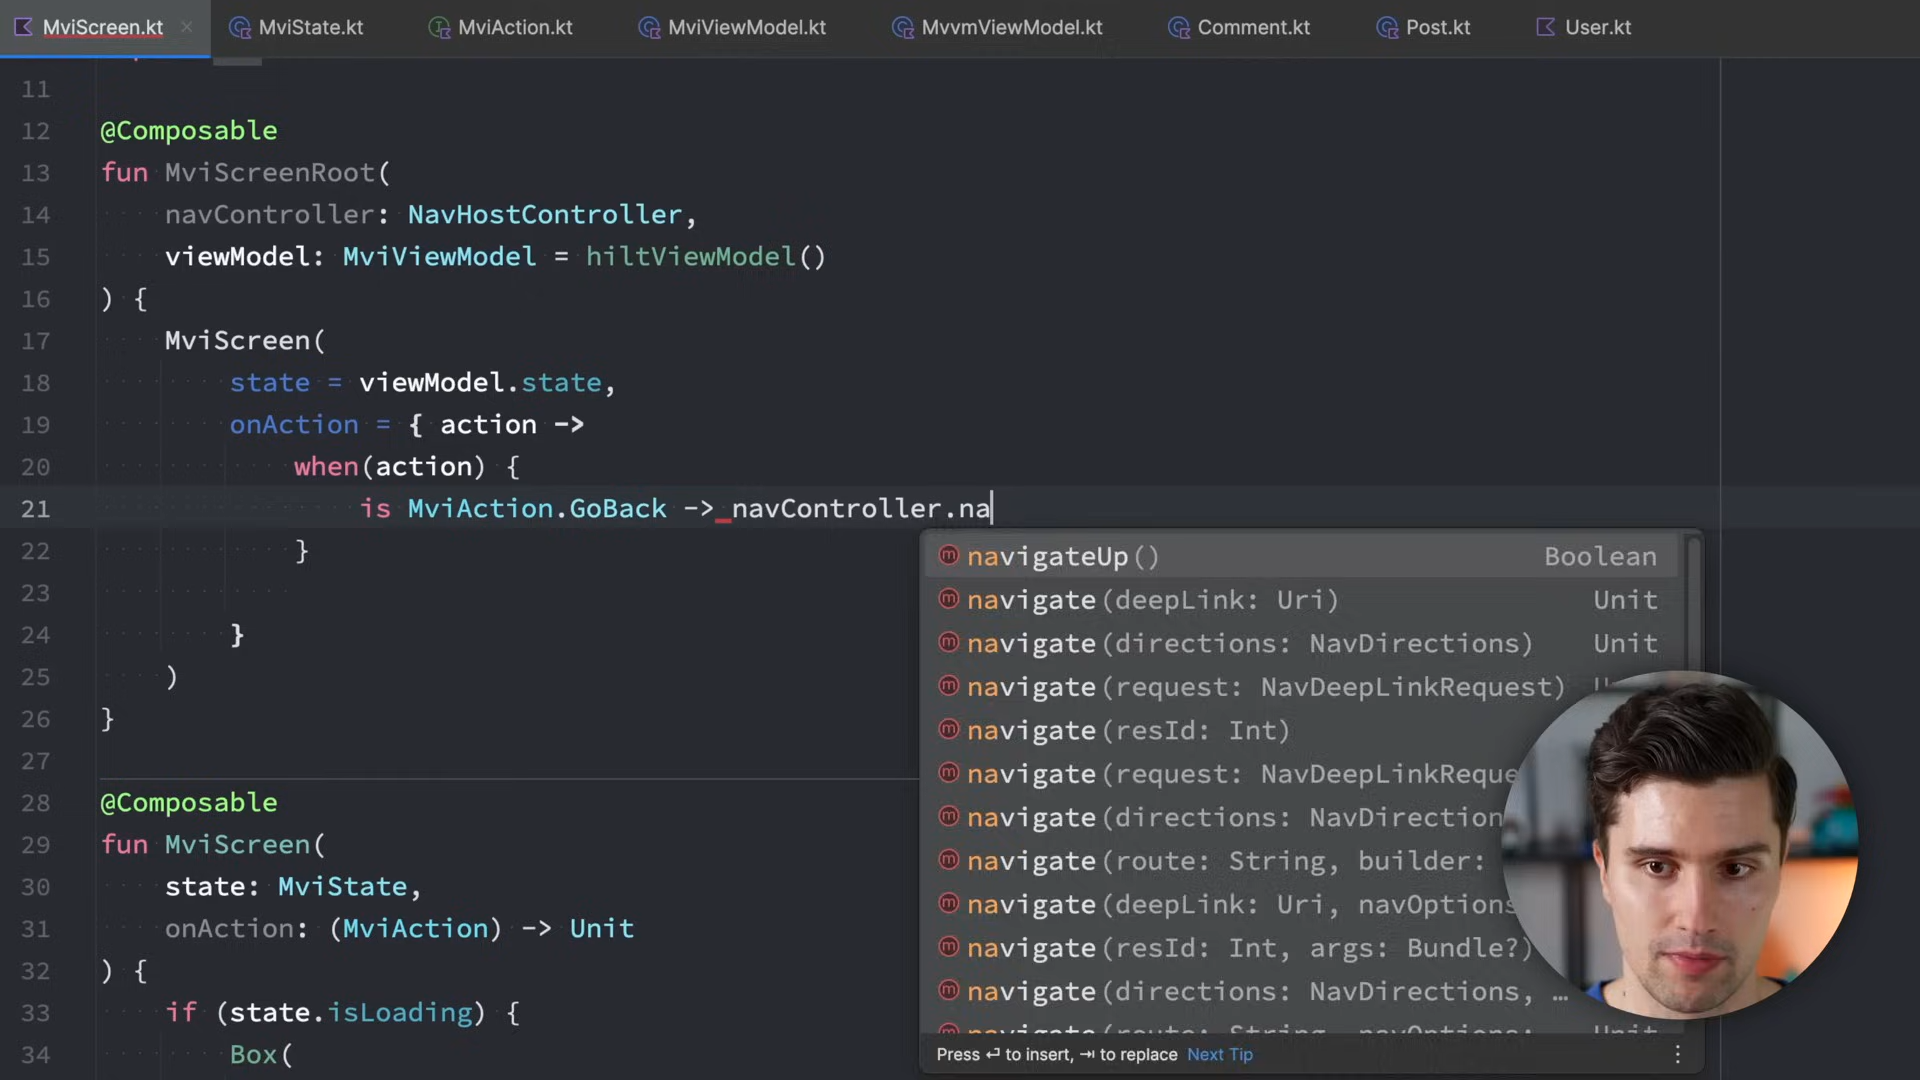 MviScreen.kt MviState.kt MviAction.kt MviViewModel.kt MvvmViewModel.kt Comment.kt Post.kt User.kt
11
12 @Composable
13 fun MviScreenRoot(
14 navController: NavHostController,
15 viewModel: MviViewModel = hiltViewModel()
16 ) {
17 MviScreen(
18 state = viewModel.state,
19 onAction = { action ->
20 when(action) {
21 is MviAction.GoBack -> navController.na
22 }
23
24 }
25 )
26 }
27
28 @Composable
29 fun MviScreen(
30 state: MviState,
31 onAction: (MviAction) -> Unit
32 ) {
33 if (state.isLoading) {
34 Box(
navigateUp() Boolean
navigate(deepLink: Uri) Unit
navigate(directions: NavDirections) Unit
navigate(request: NavDeepLinkRequest)
navigate(resId: Int)
navigate(request: NavDeepLinkReque
navigate(directions: NavDirection
navigate(route: String, builder:
navigate(deepLink: Uri, navOptions
navigate(resId: Int, args: Bundle?)
navigate(directions: NavDirections, …
navigate(route: String, navOptions: Unit
Press ⏎ to insert, ⇥ to replace Next Tip